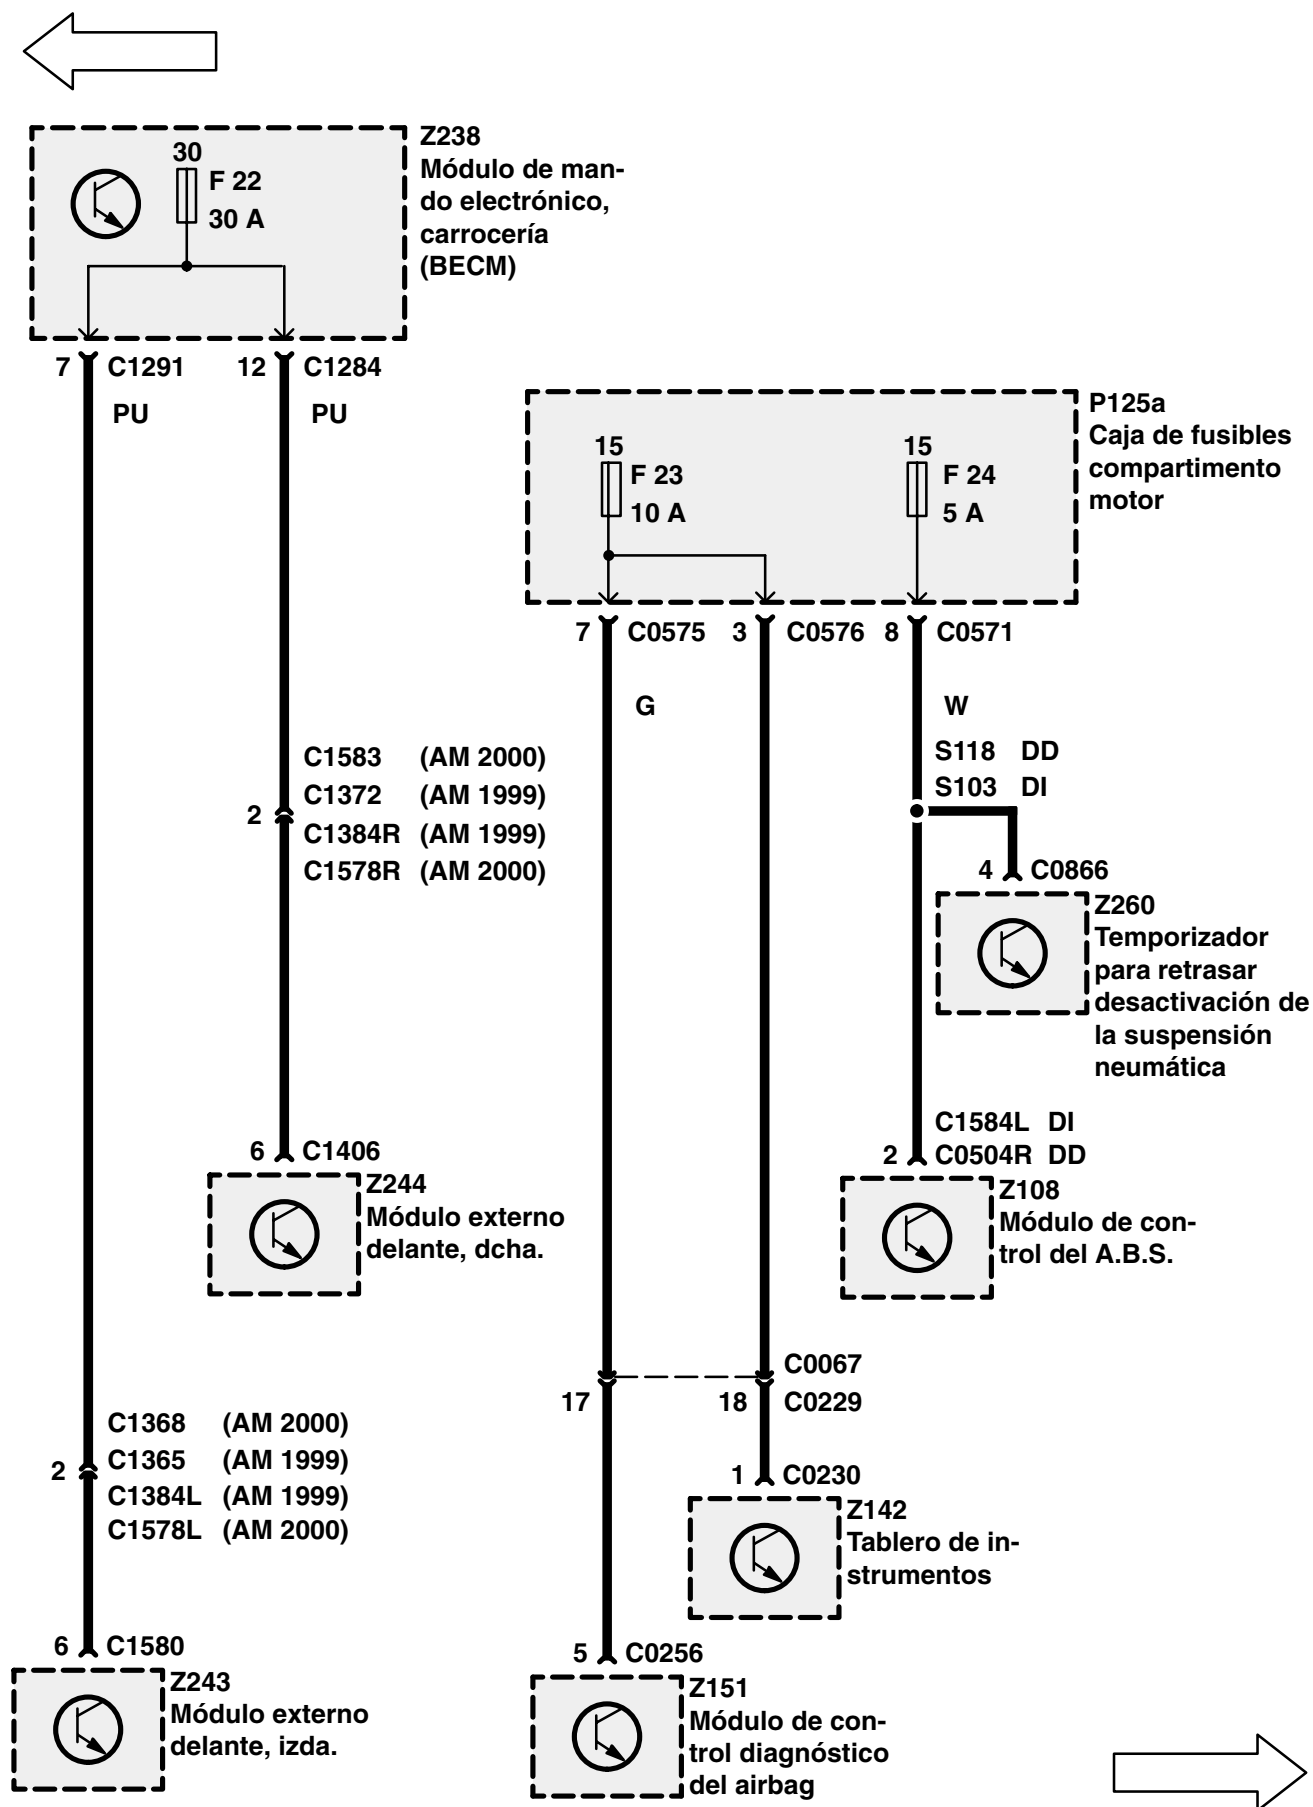 Z238
Módulo de man-
do electrónico,
carrocería
(BECM)
30
F 22
30 A
7 C1291
12 C1284
PU
PU
P125a
Caja de fusibles
compartimento
motor
15
F 23
10 A
15
F 24
5 A
7 C0575
3 C0576
8 C0571
G
W
S118 DD
S103 DI
C1583 (AM 2000)
C1372 (AM 1999)
2
C1384R (AM 1999)
C1578R (AM 2000)
4 C0866
Z260
Temporizador
para retrasar
desactivación de
la suspensión
neumática
C1584L DI
2 C0504R DD
Z108
Módulo de con-
trol del A.B.S.
6 C1406
Z244
Módulo externo
delante, dcha.
C0067
17
18 C0229
C1368 (AM 2000)
C1365 (AM 1999)
2
C1384L (AM 1999)
C1578L (AM 2000)
1 C0230
Z142
Tablero de in-
strumentos
6 C1580
Z243
Módulo externo
delante, izda.
5 C0256
Z151
Módulo de con-
trol diagnóstico
del airbag